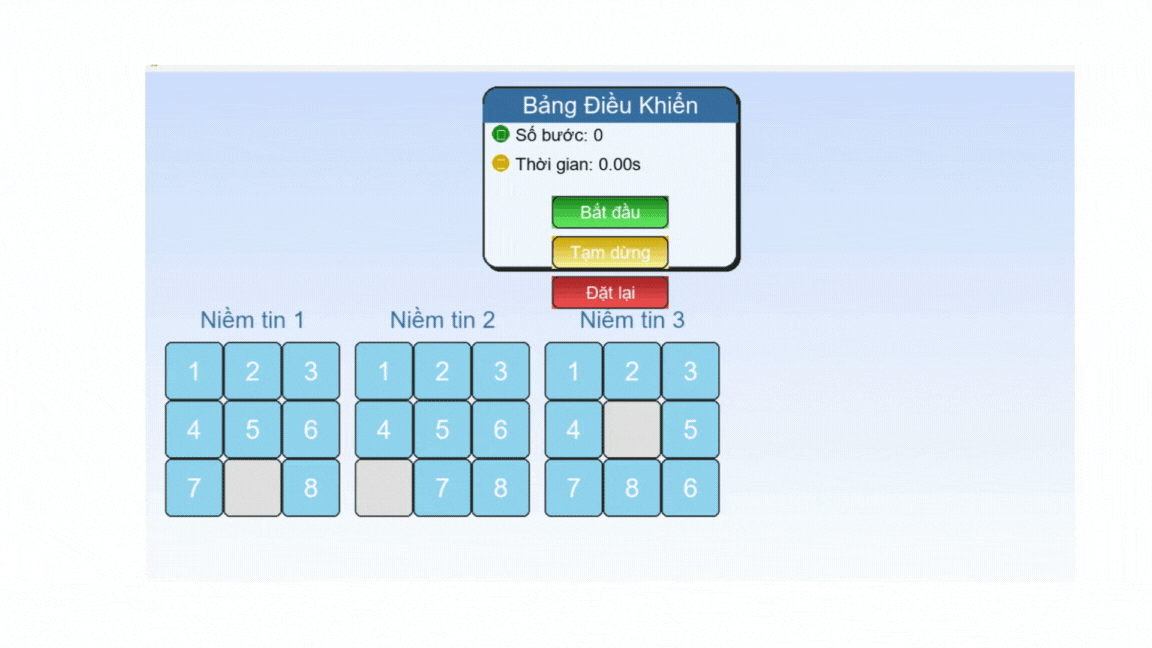 Bảng Điều Khiển
Số bước: 0
Thời gian: 0.00s
Bắt đầu
Tạm dừng
Đặt lại
Niềm tin 1
Niềm tin 2
Niềm tin 3
1 2 3 1 2 3 1 2 3
4 5 6 4 5 6 4 5
7 8 7 8 7 8 6